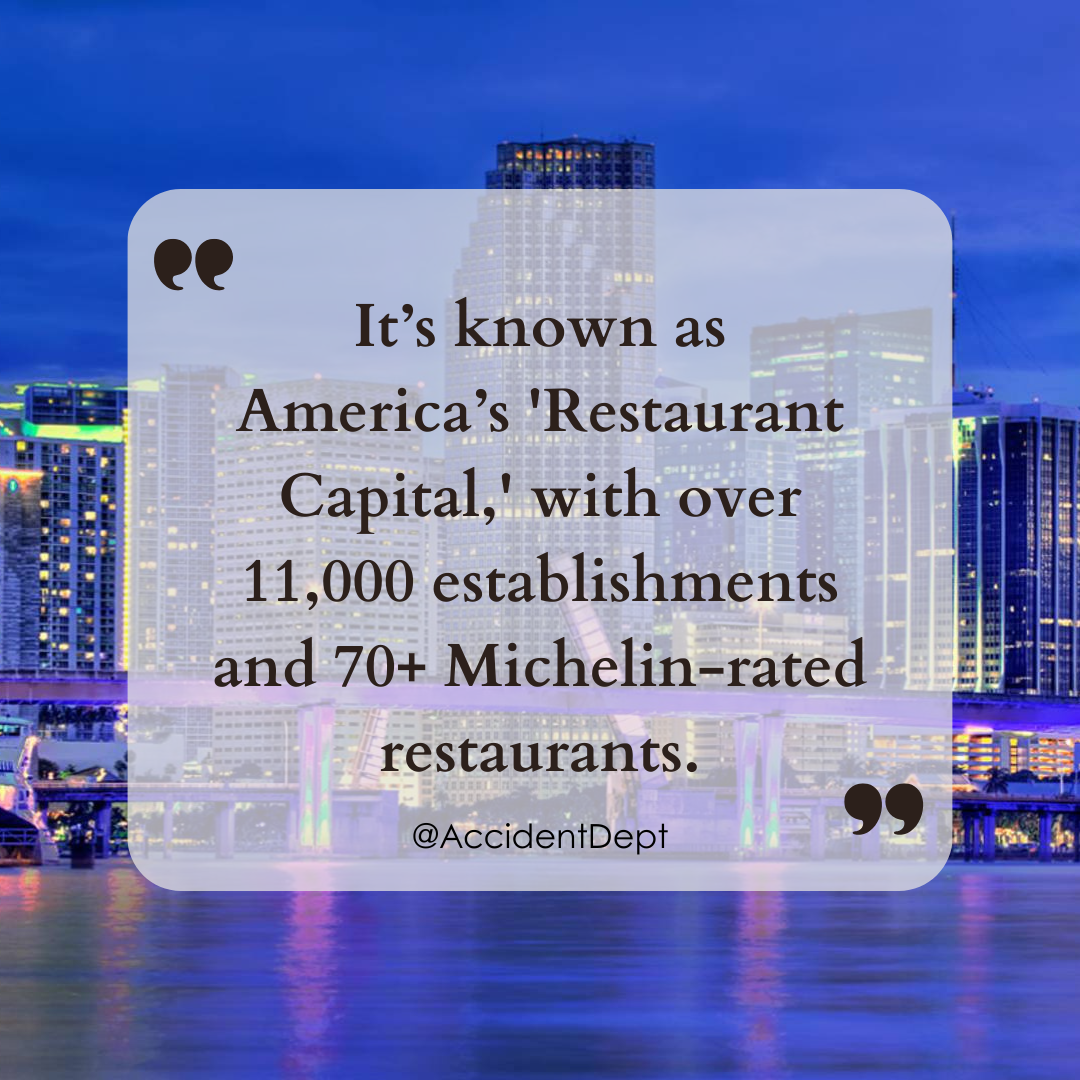 ”
It’s known as
America’s 'Restaurant
Capital,' with over
11,000 establishments
and 70+ Michelin-rated
restaurants.
”
@AccidentDept